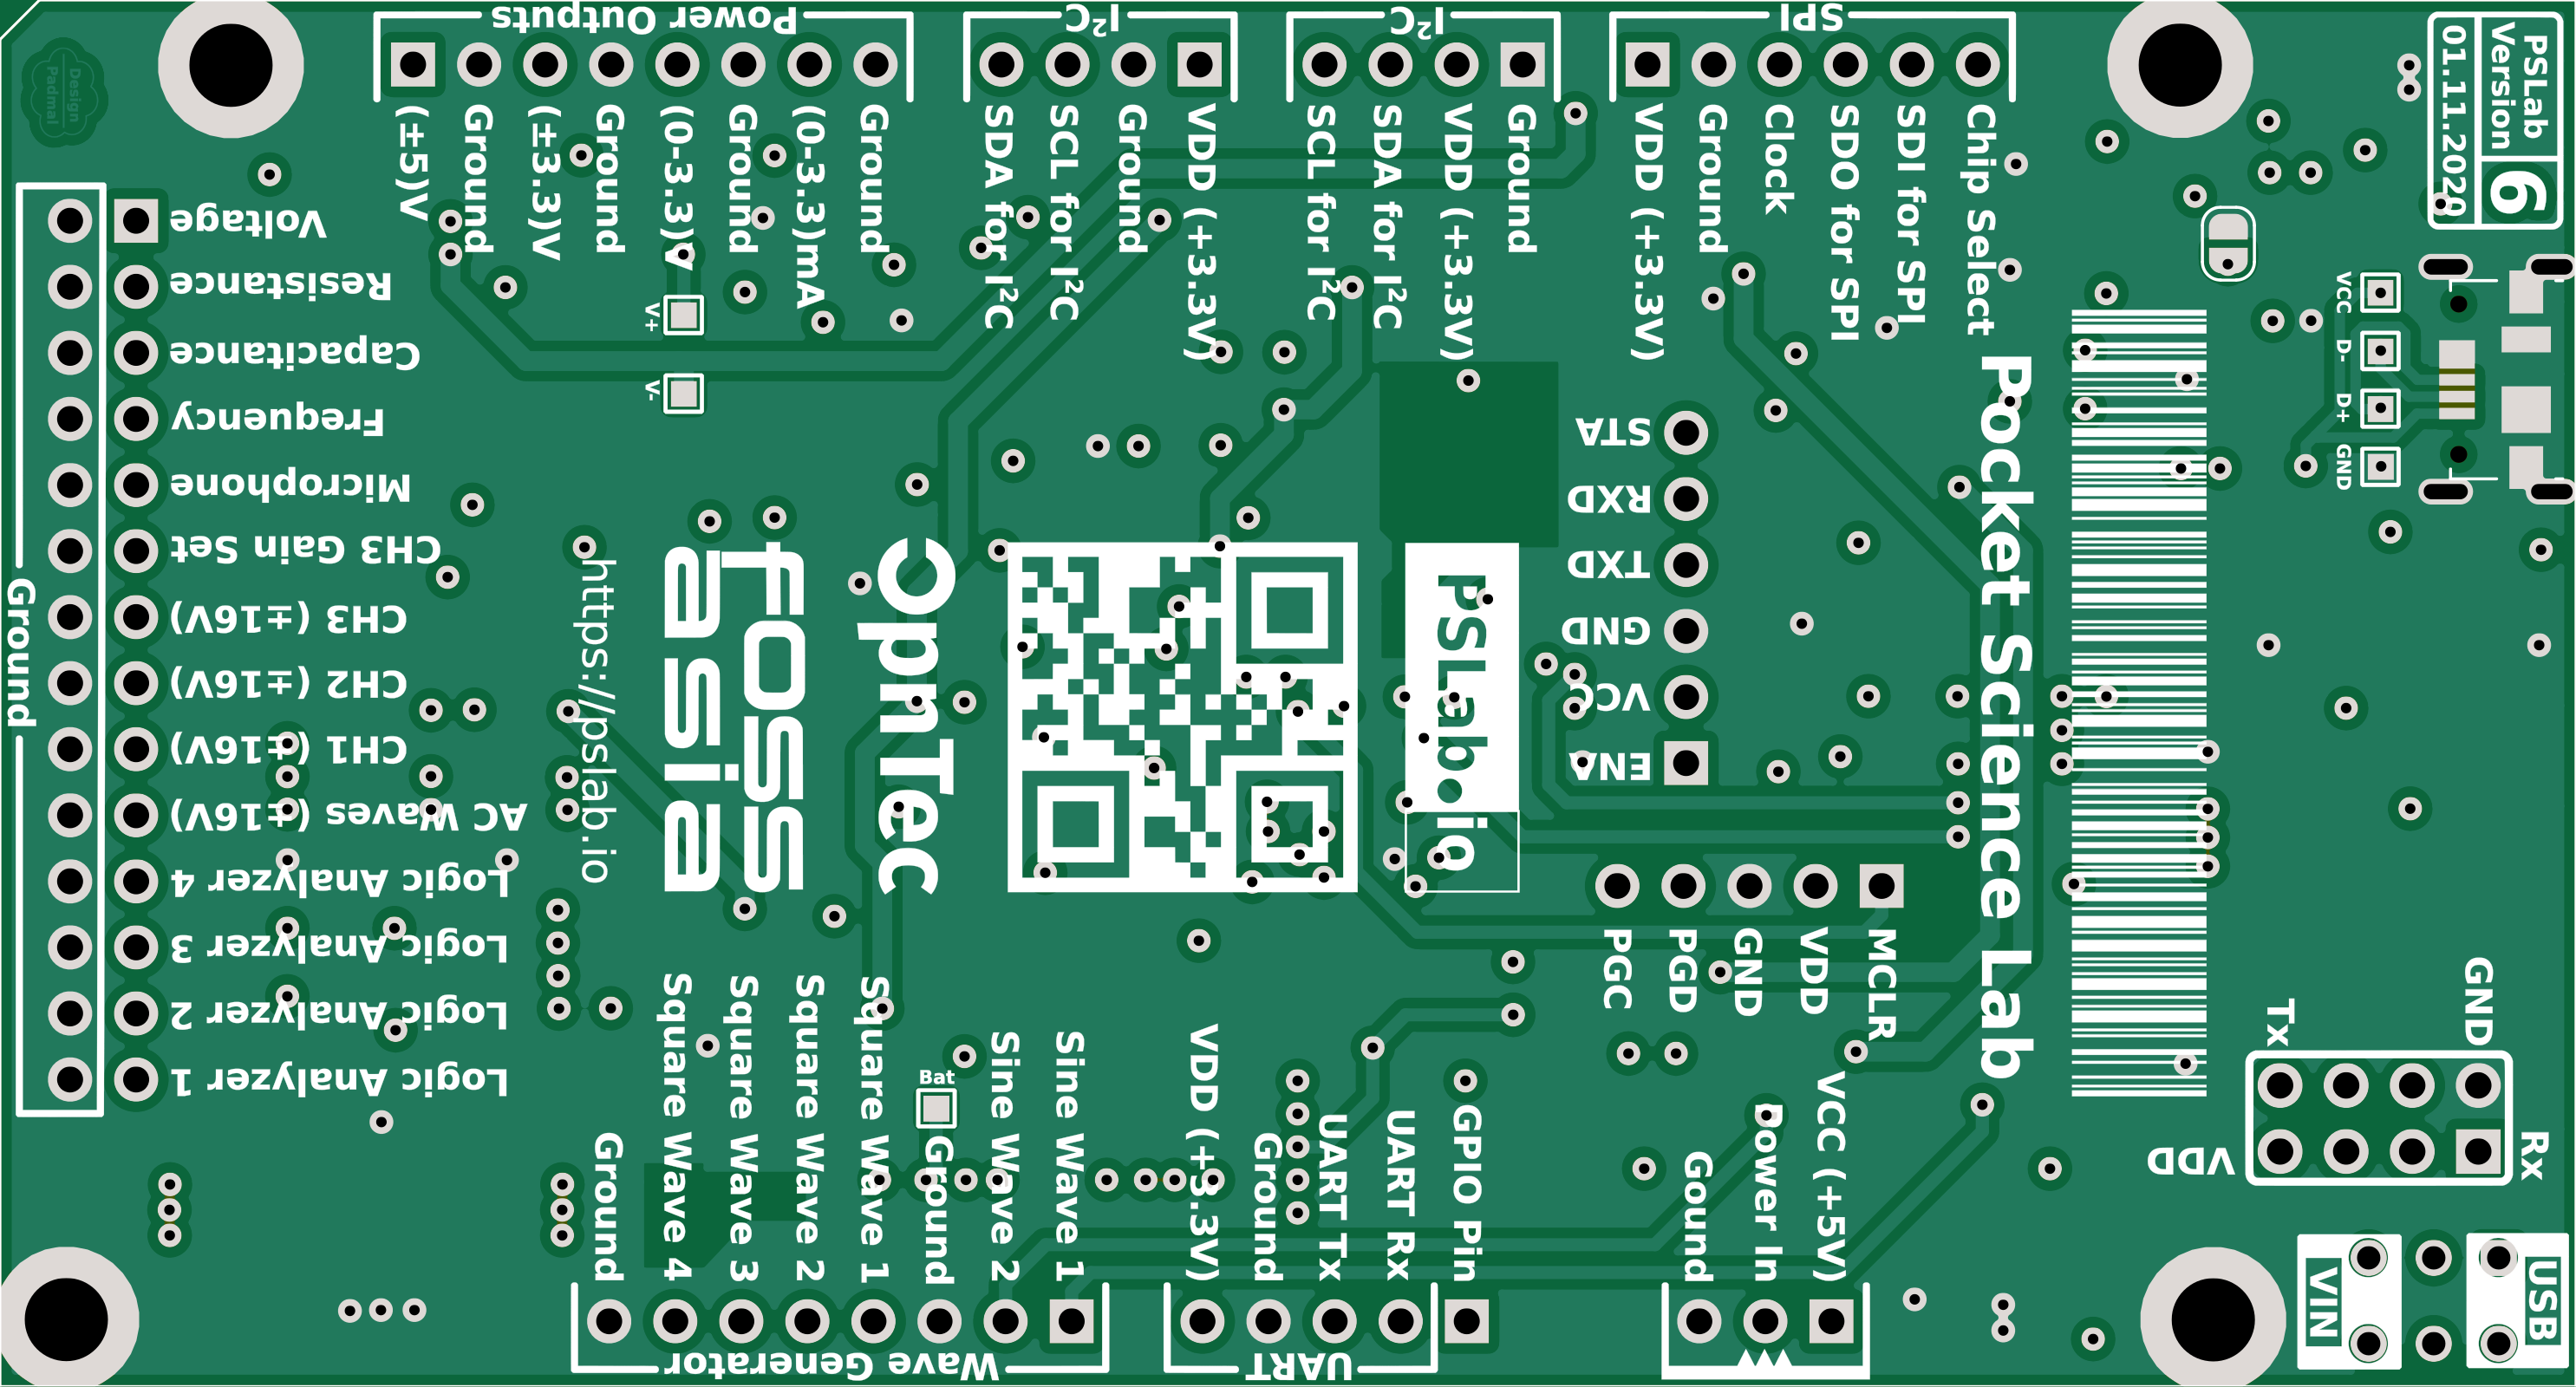 Power Outputs
I²C
I²C
SPI
PSLab
Version
01.11.2020
6
Design
Padmal
(±5)V
Ground
(±3.3)V
Ground
(0-3.3)V
Ground
(0-3.3)mA
Ground
SDA for I²C
SCL for I²C
Ground
VDD (+3.3V)
SCL for I²C
SDA for I²C
VDD (+3.3V)
Ground
VDD (+3.3V)
Ground
Clock
SDO for SPI
SDI for SPI
Chip Select
V+
V-
VCC
D-
D+
GND
Voltage
Resistance
Capacitance
Frequency
Microphone
CH3 Gain Set
CH3 (±16V)
CH2 (±16V)
CH1 (±16V)
AC Waves (±16V)
Logic Analyzer 4
Logic Analyzer 3
Logic Analyzer 2
Logic Analyzer 1
Ground
https://pslab.io
fossasia
OpnTec
PSLab.io
STA
RXD
TXD
GND
VCC
ENA
Pocket Science Lab
PGC
PGD
GND
VDD
MCLR
Ground
Square Wave 4
Square Wave 3
Square Wave 2
Square Wave 1
Bat
Ground
Sine Wave 2
Sine Wave 1
VDD (+3.3V)
Ground
UART Tx
UART Rx
GPIO Pin
Gound
Power In
VCC (+5V)
Tx
GND
VDD
Rx
VIN
USB
Wave Generator
UART